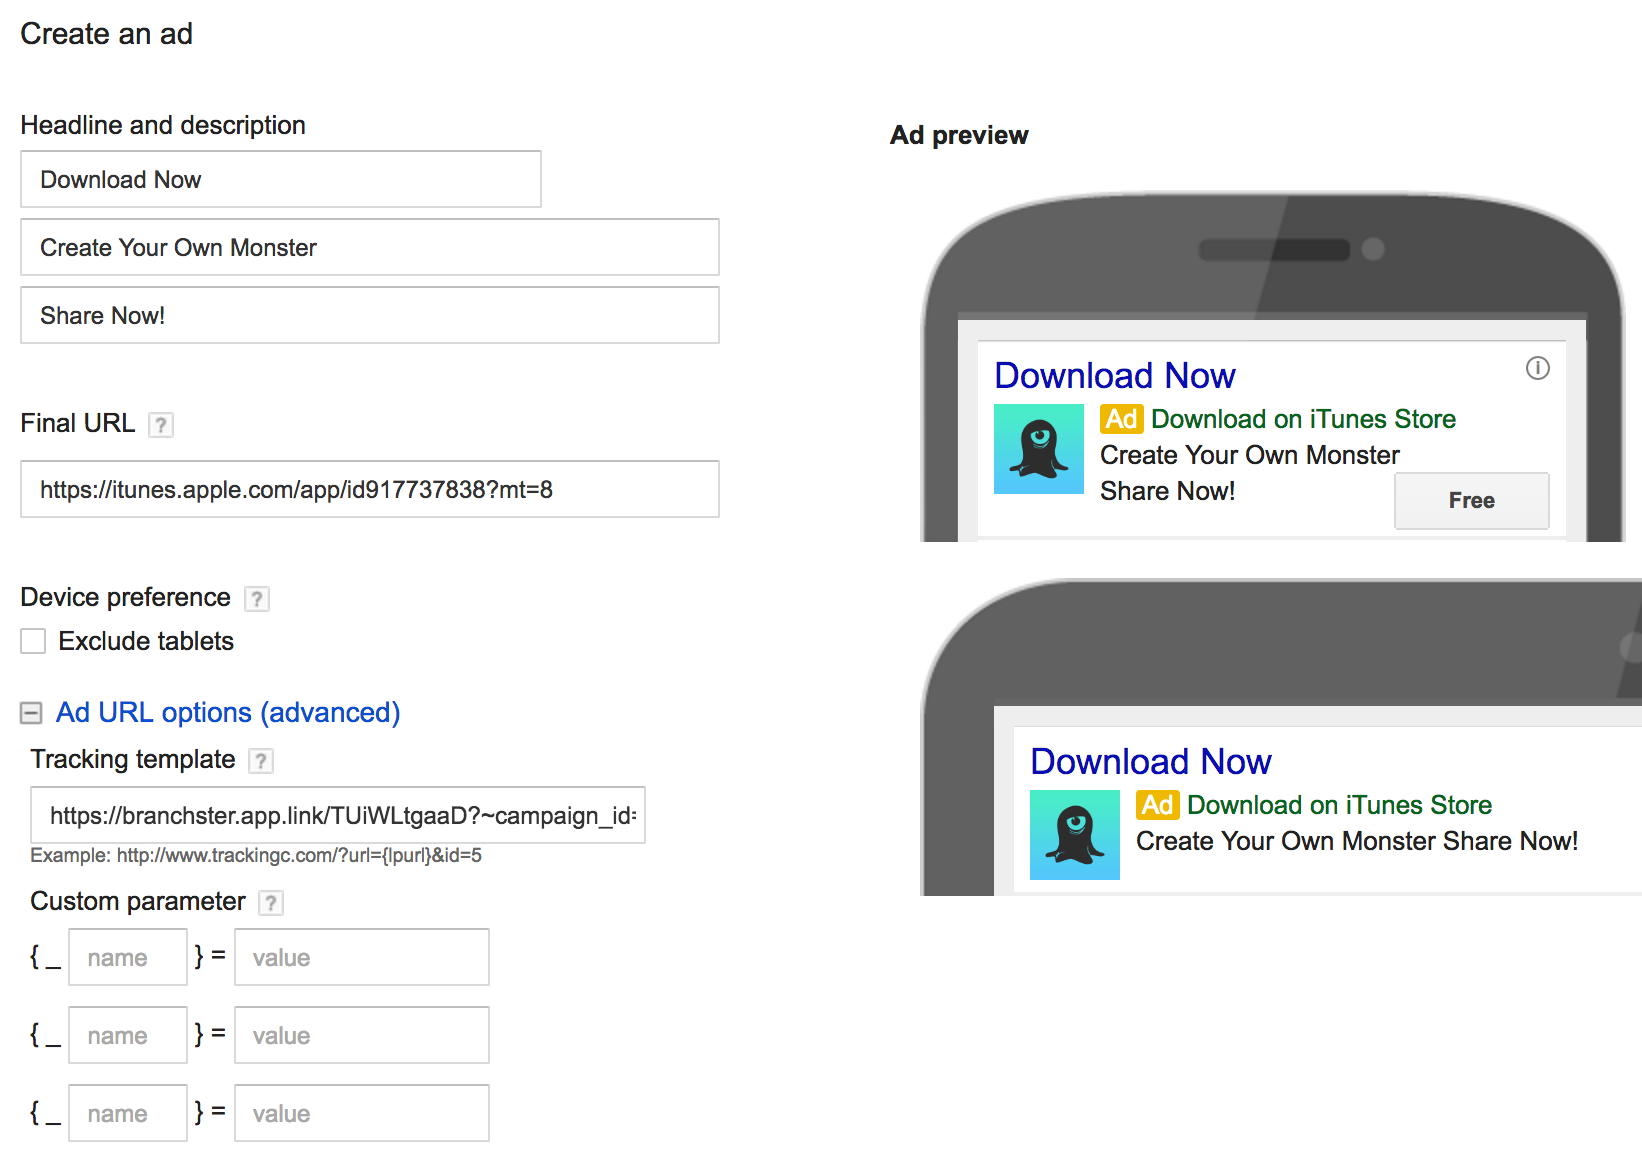 Create an ad
Headline and description
Download Now
Create Your Own Monster
Share Now!
Final URL ?
https://itunes.apple.com/app/id917737838?mt=8
Device preference ?
Exclude tablets
Ad URL options (advanced)
Tracking template ?
https://branchster.app.link/TUiWLtgaaD?~campaign_id=
Example: http://www.trackingc.com/?url={lpurl}&id=5
Custom parameter ?
{ _ name } = value
{ _ name } = value
{ _ name } = value
Ad preview
Download Now
Ad Download on iTunes Store
Create Your Own Monster
Share Now!
Free
Download Now
Ad Download on iTunes Store
Create Your Own Monster Share Now!